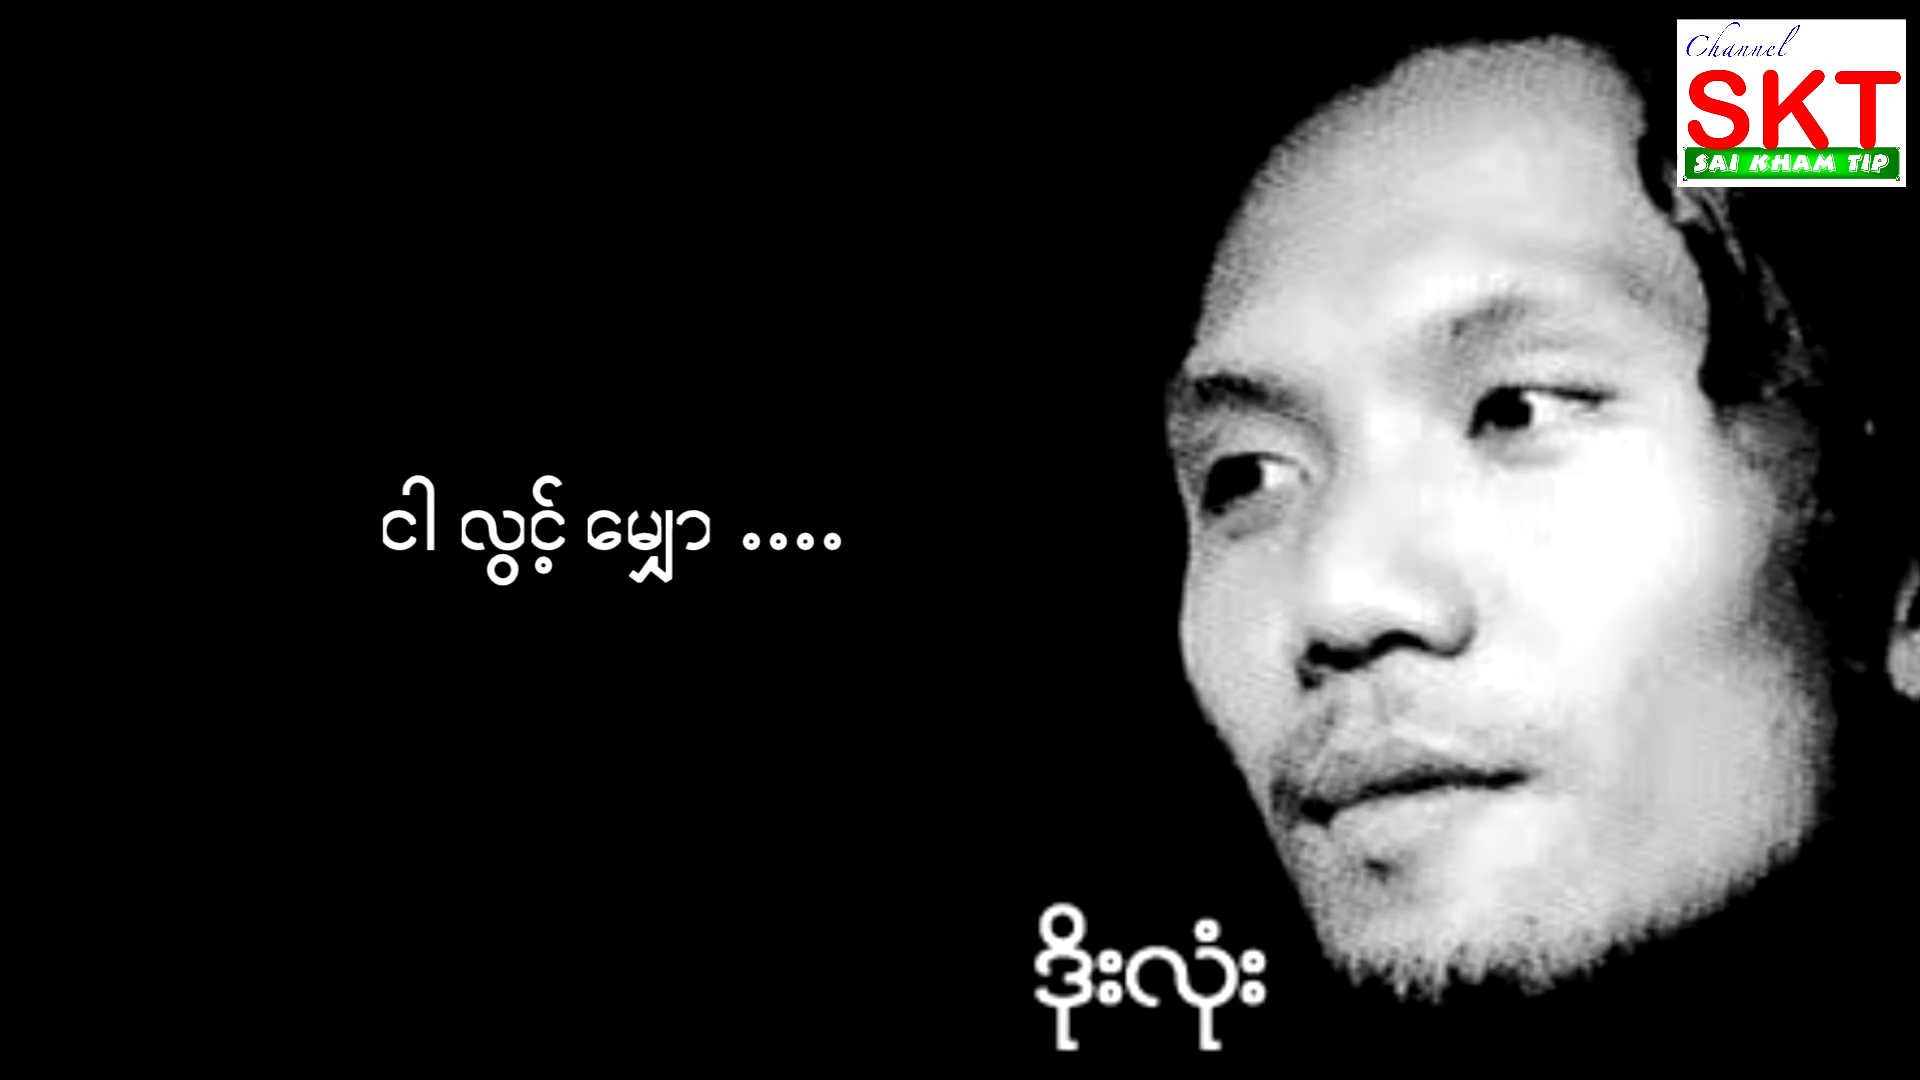 Channel
SKT
SAI KHAM TIP
ငါ လွင့် မျှော ....
ဒိုးလုံး